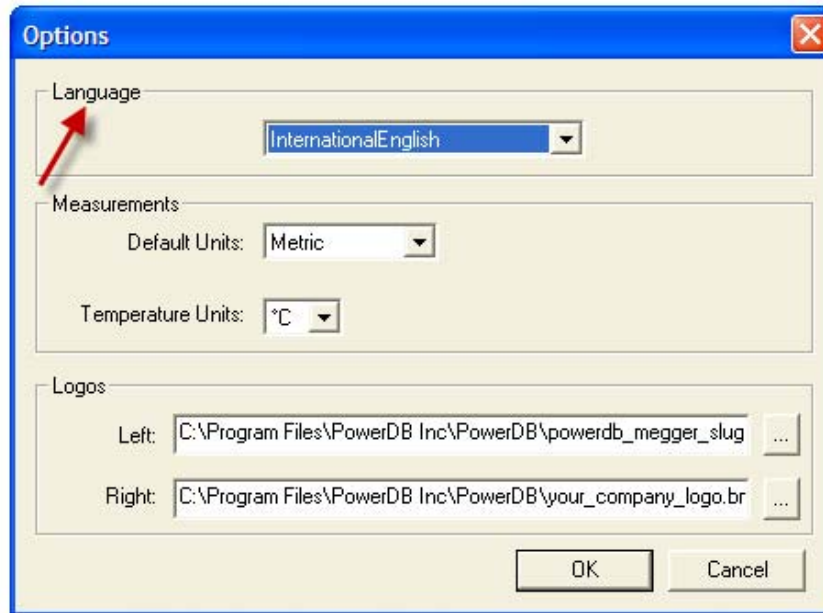 Options
Language
InternationalEnglish
Measurements
Default Units: Metric
Temperature Units: °C
Logos
Left: C:\Program Files\PowerDB Inc\PowerDB\powerdb_megger_slug ...
Right: C:\Program Files\PowerDB Inc\PowerDB\your_company_logo.br ...
OK Cancel